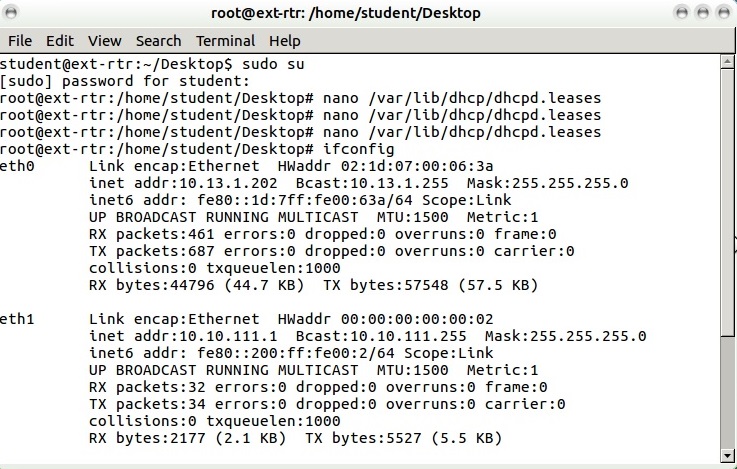 root@ext-rtr: /home/student/Desktop
File Edit View Search Terminal Help
student@ext-rtr:~/Desktop$ sudo su
[sudo] password for student:
root@ext-rtr:/home/student/Desktop# nano /var/lib/dhcp/dhcpd.leases
root@ext-rtr:/home/student/Desktop# nano /var/lib/dhcp/dhcpd.leases
root@ext-rtr:/home/student/Desktop# nano /var/lib/dhcp/dhcpd.leases
root@ext-rtr:/home/student/Desktop# ifconfig
eth0 Link encap:Ethernet HWaddr 02:1d:07:00:06:3a
inet addr:10.13.1.202 Bcast:10.13.1.255 Mask:255.255.255.0
inet6 addr: fe80::1d:7ff:fe00:63a/64 Scope:Link
UP BROADCAST RUNNING MULTICAST MTU:1500 Metric:1
RX packets:461 errors:0 dropped:0 overruns:0 frame:0
TX packets:687 errors:0 dropped:0 overruns:0 carrier:0
collisions:0 txqueuelen:1000
RX bytes:44796 (44.7 KB) TX bytes:57548 (57.5 KB)
eth1 Link encap:Ethernet HWaddr 00:00:00:00:00:02
inet addr:10.10.111.1 Bcast:10.10.111.255 Mask:255.255.255.0
inet6 addr: fe80::200:ff:fe00:2/64 Scope:Link
UP BROADCAST RUNNING MULTICAST MTU:1500 Metric:1
RX packets:32 errors:0 dropped:0 overruns:0 frame:0
TX packets:34 errors:0 dropped:0 overruns:0 carrier:0
collisions:0 txqueuelen:1000
RX bytes:2177 (2.1 KB) TX bytes:5527 (5.5 KB)